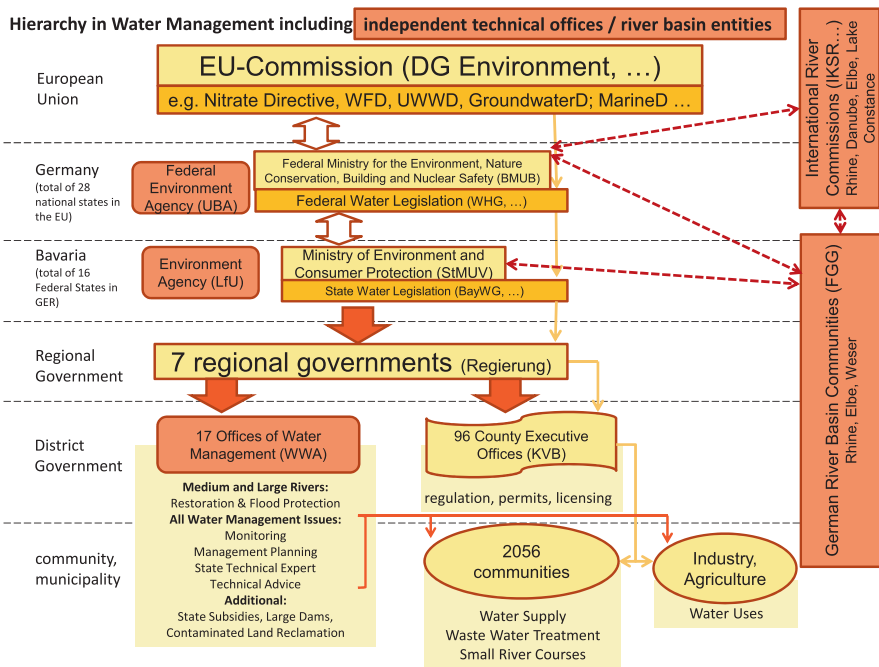 Hierarchy in Water Management including independent technical offices / river basin entities
European
Union
EU-Commission (DG Environment, …)
e.g. Nitrate Directive, WFD, UWWD, GroundwaterD; MarineD …
International River
Commissions (IKSR…)
Rhine, Danube, Elbe, Lake
Constance
Germany
(total of 28
national states in
the EU)
Federal
Environment
Agency (UBA)
Federal Ministry for the Environment, Nature
Conservation, Building and Nuclear Safety (BMUB)
Federal Water Legislation (WHG, …)
Bavaria
(total of 16
Federal States in
GER)
Environment
Agency (LfU)
Ministry of Environment and
Consumer Protection (StMUV)
State Water Legislation (BayWG, …)
German River Basin Communities (FGG)
Rhine, Elbe, Weser
Regional
Government
7 regional governments (Regierung)
District
Government
17 Offices of Water
Management (WWA)
96 County Executive
Offices (KVB)
regulation, permits, licensing
Medium and Large Rivers:
Restoration & Flood Protection
All Water Management Issues:
Monitoring
Management Planning
State Technical Expert
Technical Advice
Additional:
State Subsidies, Large Dams,
Contaminated Land Reclamation
community,
municipality
2056
communities
Water Supply
Waste Water Treatment
Small River Courses
Industry,
Agriculture
Water Uses